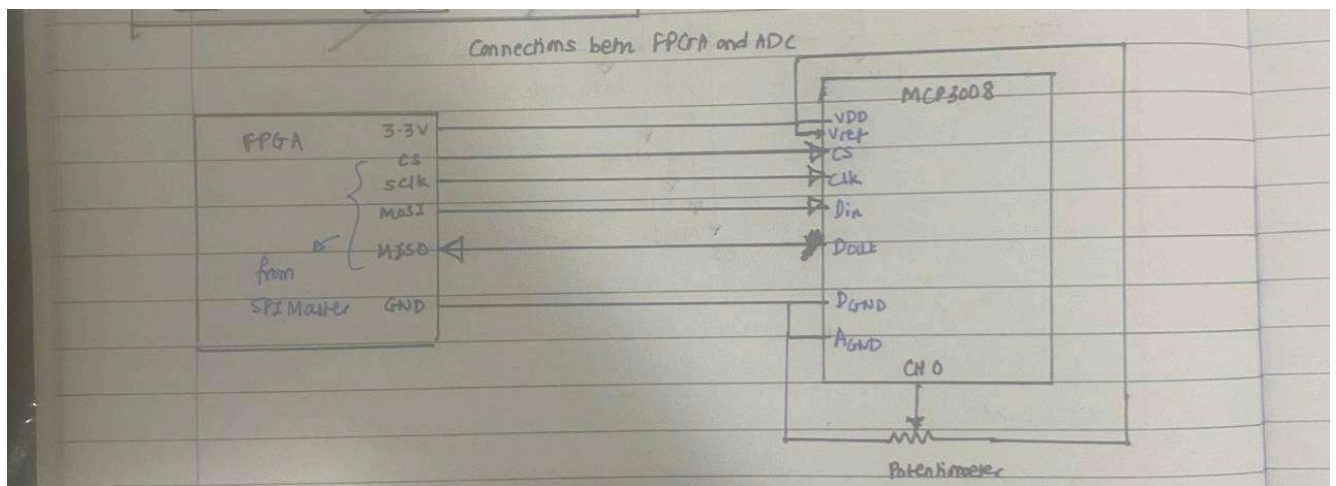 Connections betn FPGA and ADC
MCP3008
FPGA
3.3V
CS
SClk
MOSI
MISO
GND
from
SPI Master
VDD
Vref
CS
Clk
Din
Dout
DGND
AGND
CH 0
Potentiometer